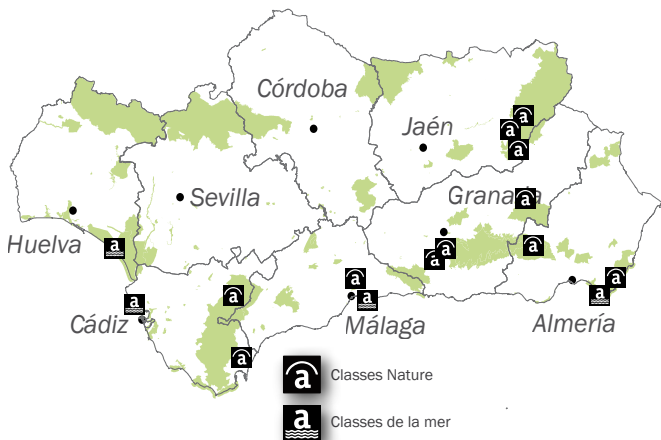 Córdoba
Jaén
Sevilla
Granada
Huelva
Cádiz
Málaga
Almería
a Classes Nature
a Classes de la mer